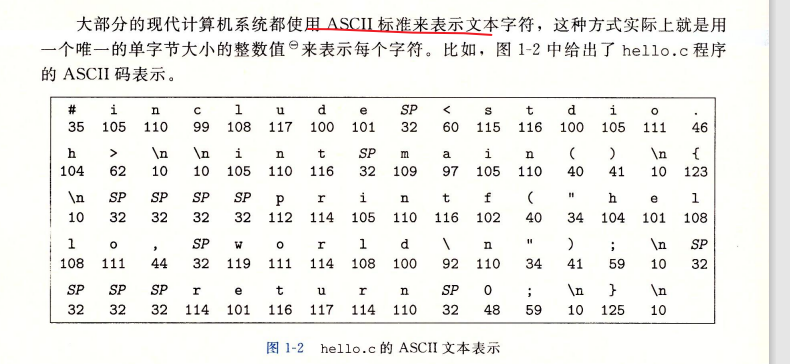 大部分的现代计算机系统都使用 ASCII 标准来表示文本字符，这种方式实际上就是用
一个唯一的单字节大小的整数值㊀来表示每个字符。比如，图 1-2 中给出了 hello.c 程序
的 ASCII 码表示。
# i n c l u d e SP < s t d i o .
35 105 110 99 108 117 100 101 32 60 115 116 100 105 111 46
h > \n \n i n t SP m a i n ( ) \n {
104 62 10 10 105 110 116 32 109 97 105 110 40 41 10 123
\n SP SP SP SP p r i n t f ( " h e l
10 32 32 32 32 112 114 105 110 116 102 40 34 104 101 108
l o , SP w o r l d \ n " ) ; \n SP
108 111 44 32 119 111 114 108 100 92 110 34 41 59 10 32
SP SP SP r e t u r n SP 0 ; \n } \n
32 32 32 114 101 116 117 114 110 32 48 59 10 125 10
图 1-2 hello.c 的 ASCII 文本表示